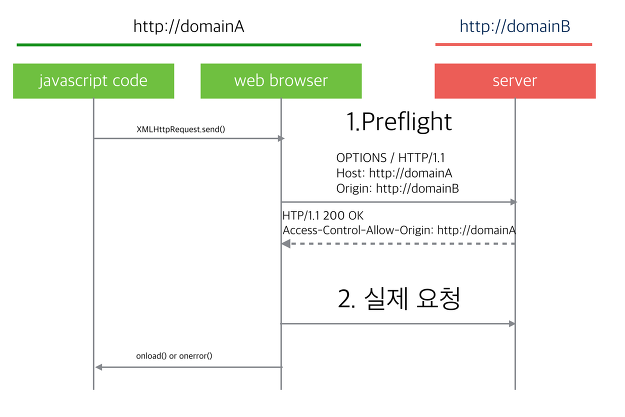 http://domainA
http://domainB
javascript code
web browser
server
1.Preflight
XMLHttpRequest.send()
OPTIONS / HTTP/1.1
Host: http://domainA
Origin: http://domainB
HTP/1.1 200 OK
Access-Control-Allow-Origin: http://domainA
2. 실제 요청
onload() or onerror()